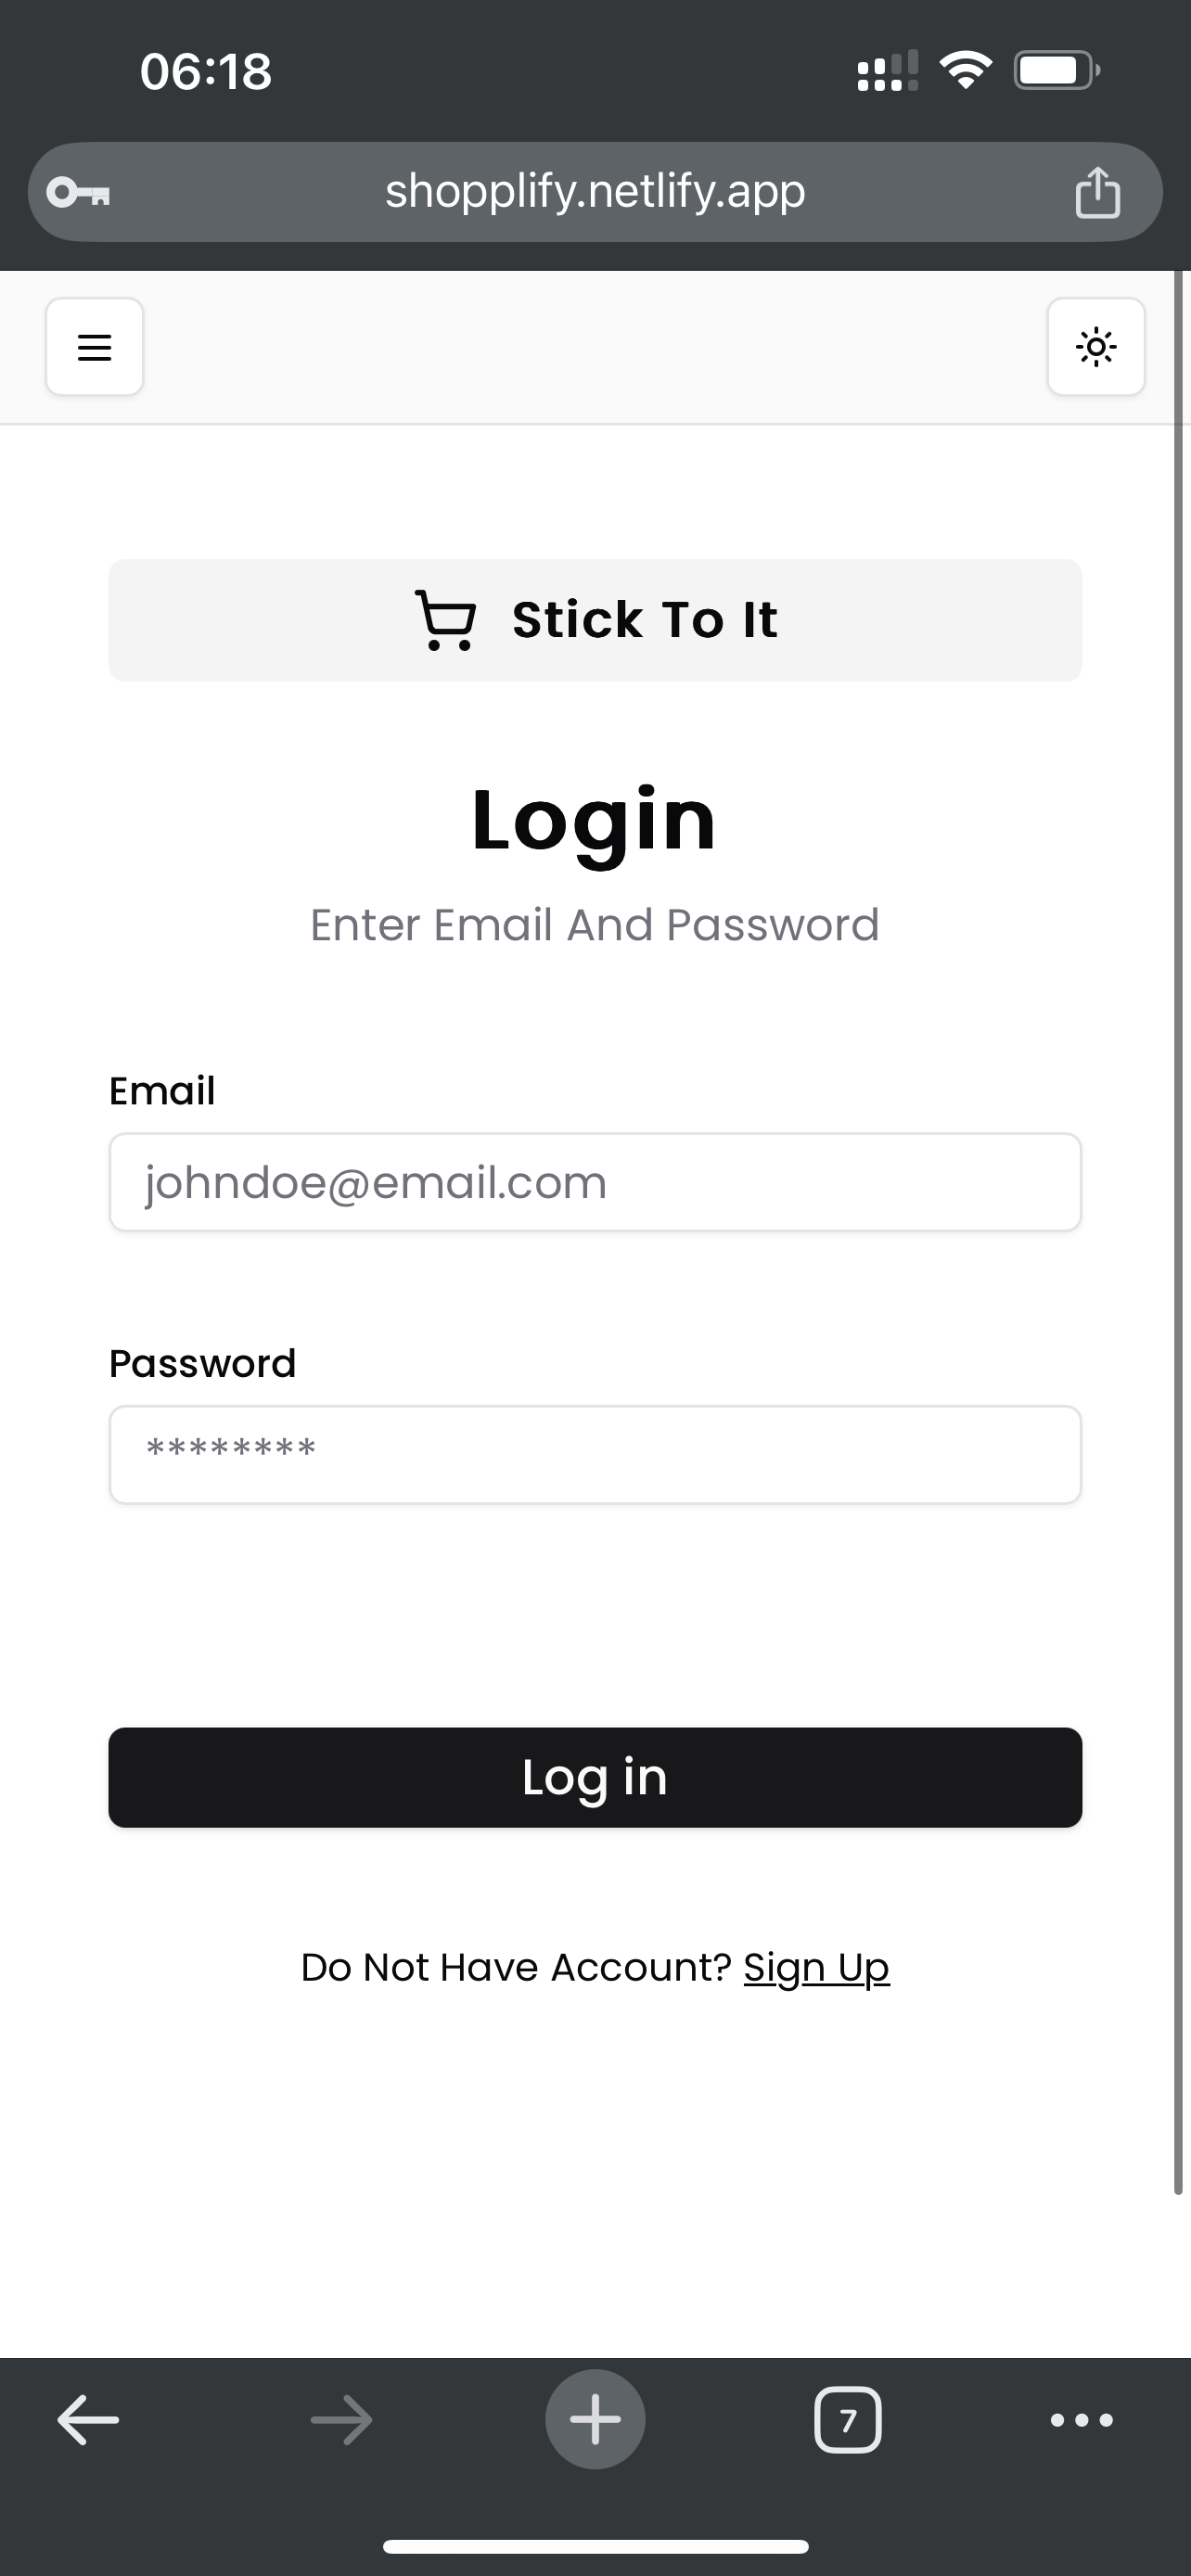 06:18
shopplify.netlify.app
Stick To It
Login
Enter Email And Password
Email
johndoe@email.com
Password
********
Log in
Do Not Have Account? Sign Up
7